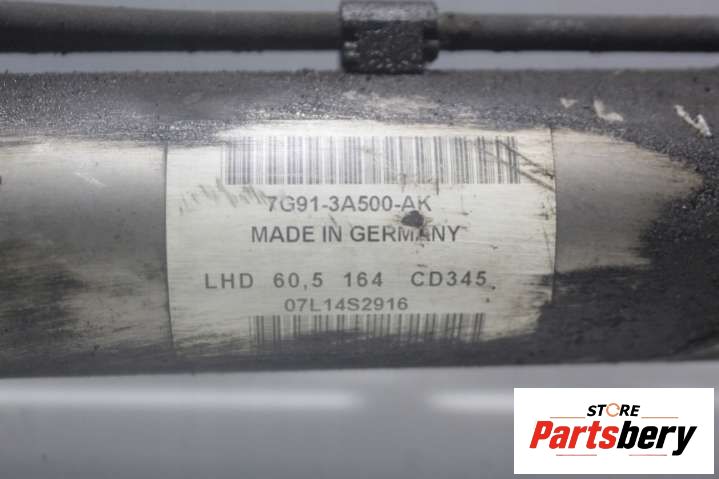 7G91-3A500-AK
MADE IN GERMANY
LHD 60,5 164 CD345
07L14S2916
STORE
Partsbery